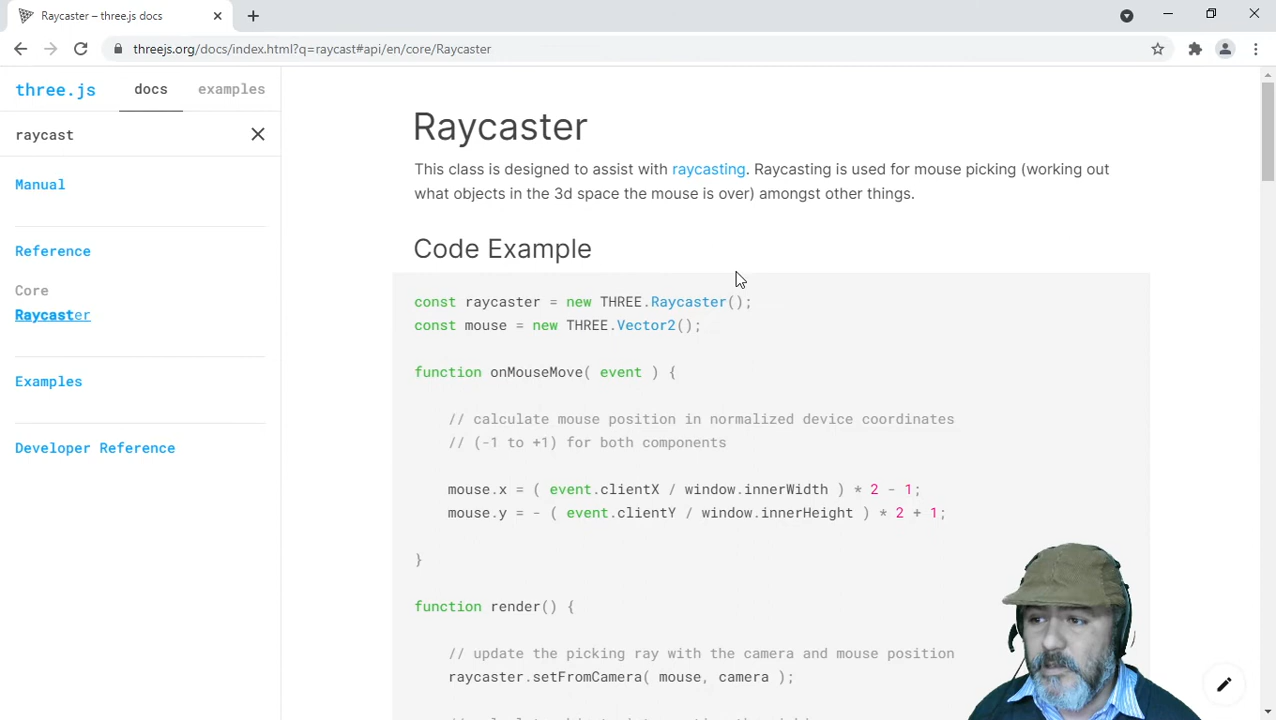 Raycaster – three.js docs
threejs.org/docs/index.html?q=raycast#api/en/core/Raycaster
three.js
docs
examples
raycast
Manual
Reference
Core
Raycaster
Examples
Developer Reference
Raycaster
This class is designed to assist with raycasting. Raycasting is used for mouse picking (working out
what objects in the 3d space the mouse is over) amongst other things.
Code Example
const raycaster = new THREE.Raycaster();
const mouse = new THREE.Vector2();
function onMouseMove( event ) {
// calculate mouse position in normalized device coordinates
// (-1 to +1) for both components
mouse.x = ( event.clientX / window.innerWidth ) * 2 - 1;
mouse.y = - ( event.clientY / window.innerHeight ) * 2 + 1;
}
function render() {
// update the picking ray with the camera and mouse position
raycaster.setFromCamera( mouse, camera );